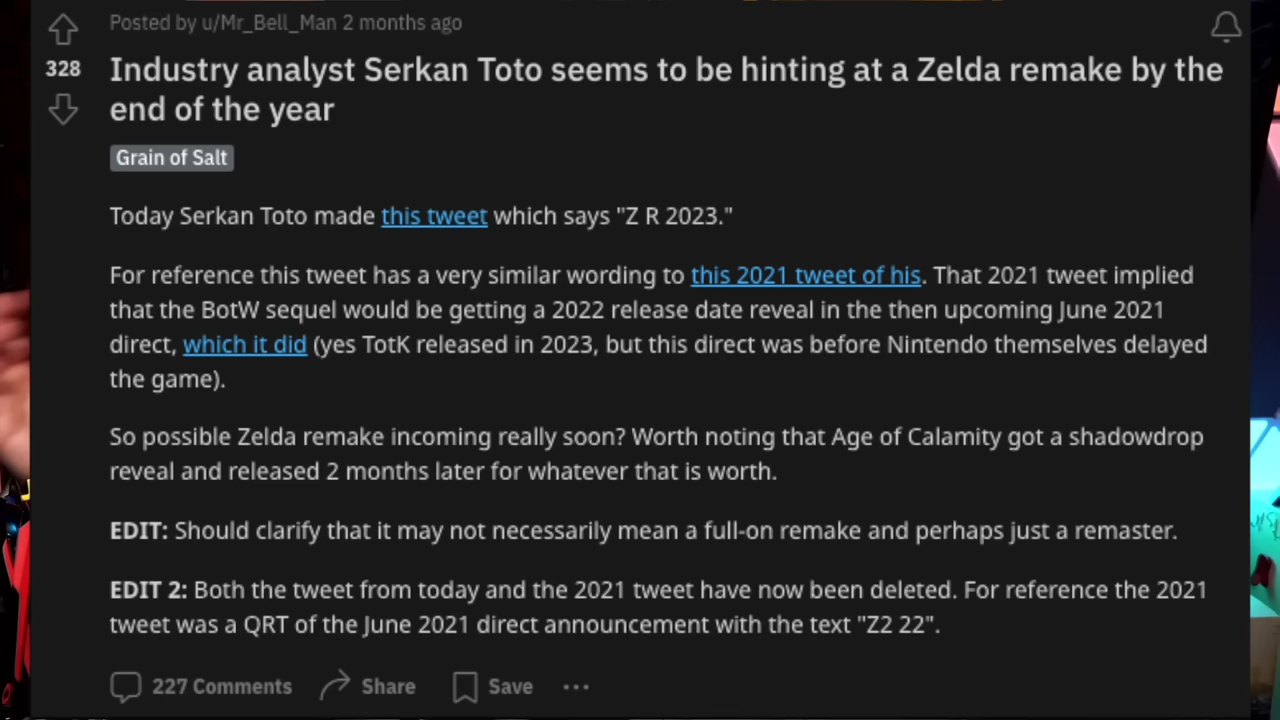 Posted by u/Mr_Bell_Man 2 months ago
328
Industry analyst Serkan Toto seems to be hinting at a Zelda remake by the
end of the year
Grain of Salt
Today Serkan Toto made this tweet which says "Z R 2023."
For reference this tweet has a very similar wording to this 2021 tweet of his. That 2021 tweet implied
that the BotW sequel would be getting a 2022 release date reveal in the then upcoming June 2021
direct, which it did (yes TotK released in 2023, but this direct was before Nintendo themselves delayed
the game).
So possible Zelda remake incoming really soon? Worth noting that Age of Calamity got a shadowdrop
reveal and released 2 months later for whatever that is worth.
EDIT: Should clarify that it may not necessarily mean a full-on remake and perhaps just a remaster.
EDIT 2: Both the tweet from today and the 2021 tweet have now been deleted. For reference the 2021
tweet was a QRT of the June 2021 direct announcement with the text "Z2 22".
227 Comments Share Save